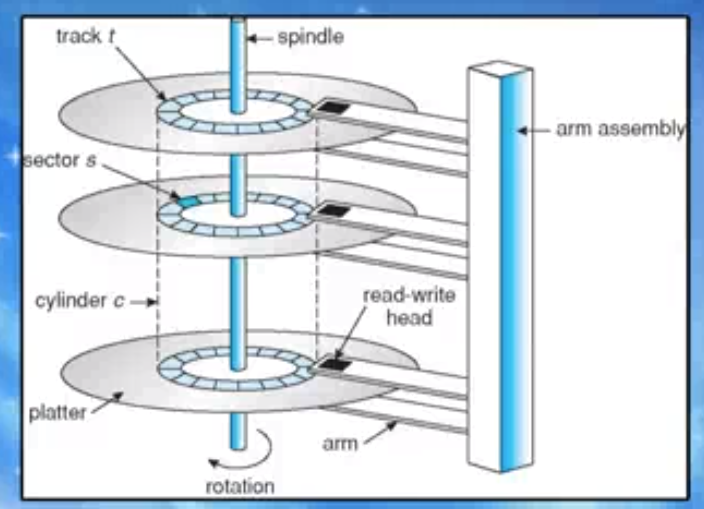 track t
spindle
arm assembly
sector s
cylinder c
read-write
head
platter
arm
rotation